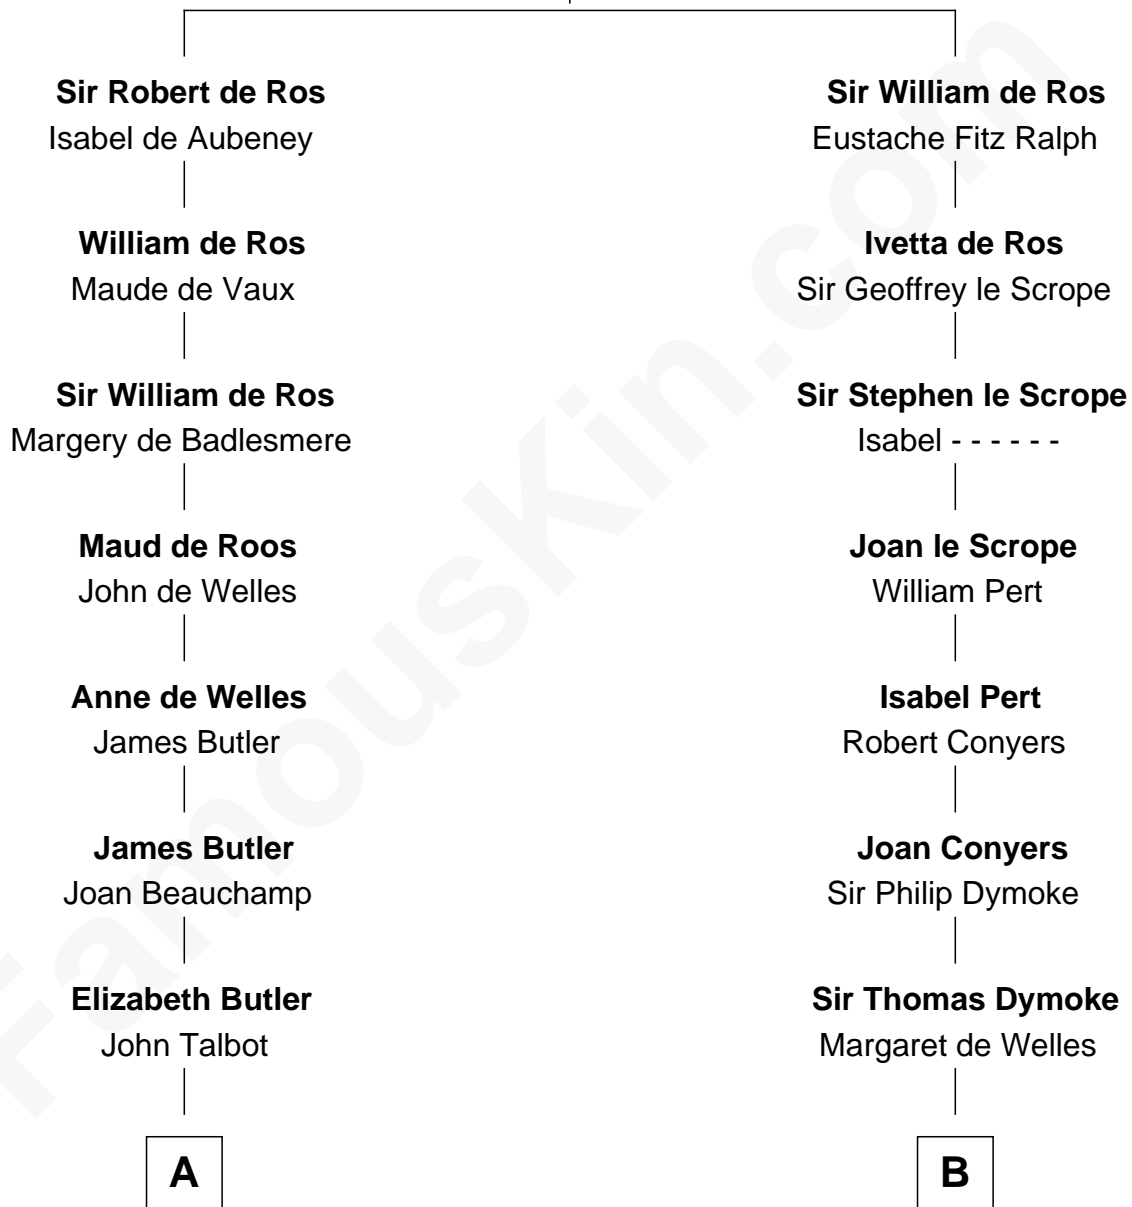 Sir Robert de Ros
Isabel de Aubeney
William de Ros
Maude de Vaux
Sir William de Ros
Margery de Badlesmere
Maud de Roos
John de Welles
Anne de Welles
James Butler
James Butler
Joan Beauchamp
Elizabeth Butler
John Talbot
A
Sir William de Ros
Eustache Fitz Ralph
Ivetta de Ros
Sir Geoffrey le Scrope
Sir Stephen le Scrope
Isabel - - - - - -
Joan le Scrope
William Pert
Isabel Pert
Robert Conyers
Joan Conyers
Sir Philip Dymoke
Sir Thomas Dymoke
Margaret de Welles
B
FamousKin.com